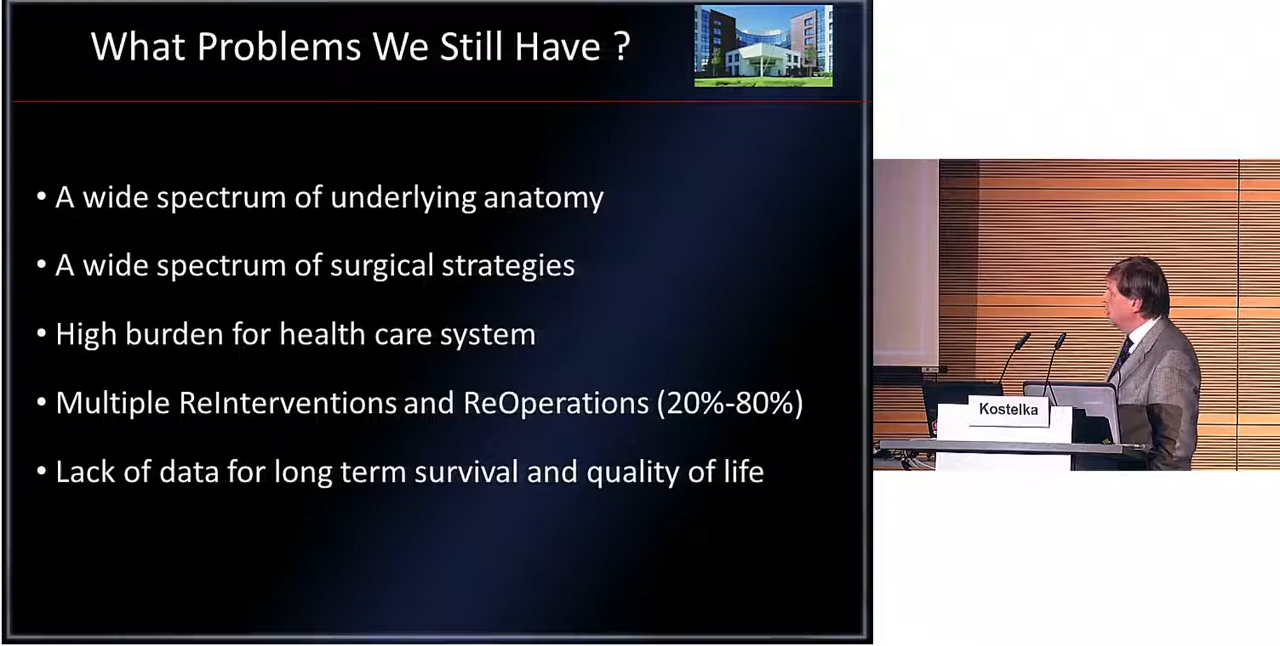 What Problems We Still Have ?
• A wide spectrum of underlying anatomy
• A wide spectrum of surgical strategies
• High burden for health care system
• Multiple ReInterventions and ReOperations (20%-80%)
• Lack of data for long term survival and quality of life
Kostelka